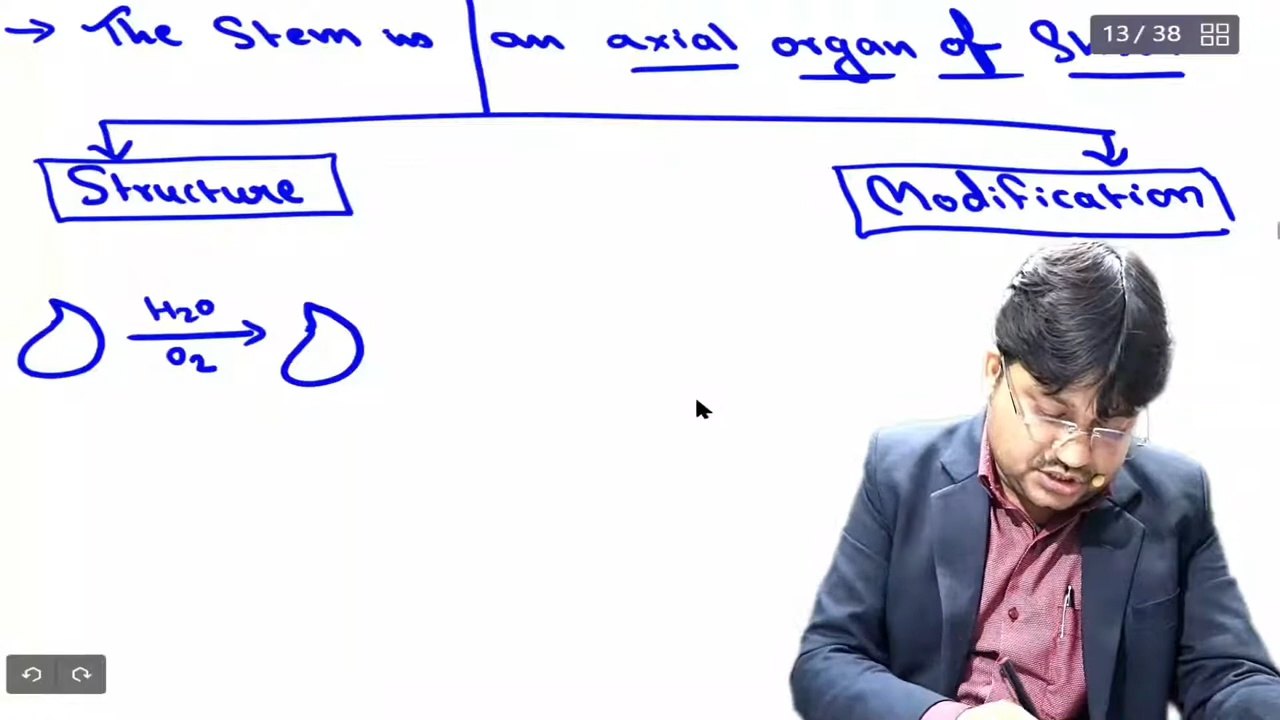 → The Stem is an axial organ of
13 / 38
Structure
Modification
H2O
O2